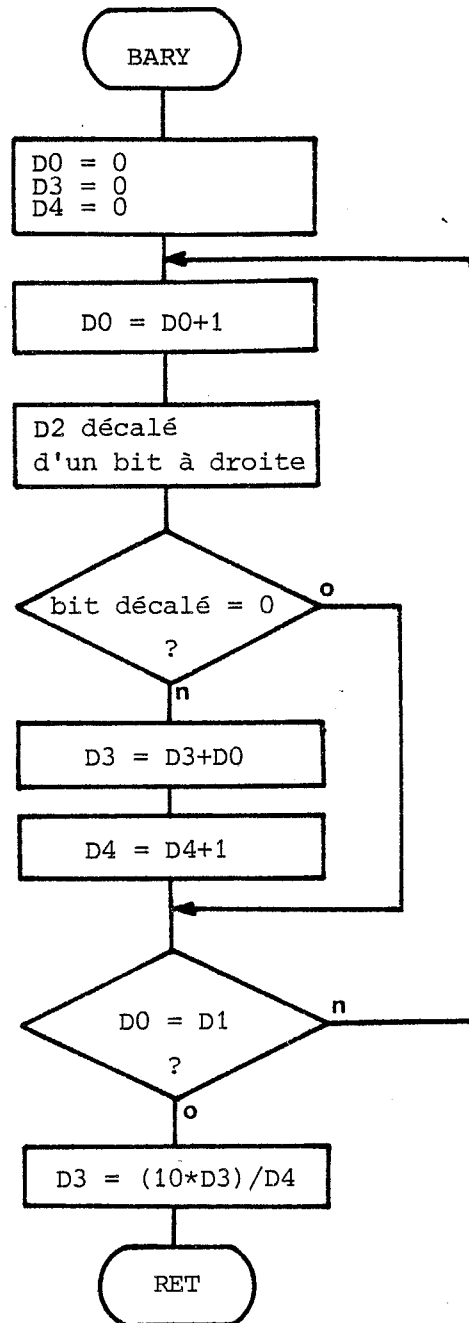 BARY
D0 = 0
D3 = 0
D4 = 0
D0 = D0+1
D2 décalé
d'un bit à droite
bit décalé = 0
?
o
n
D3 = D3+D0
D4 = D4+1
D0 = D1
?
n
o
D3 = (10*D3)/D4
RET